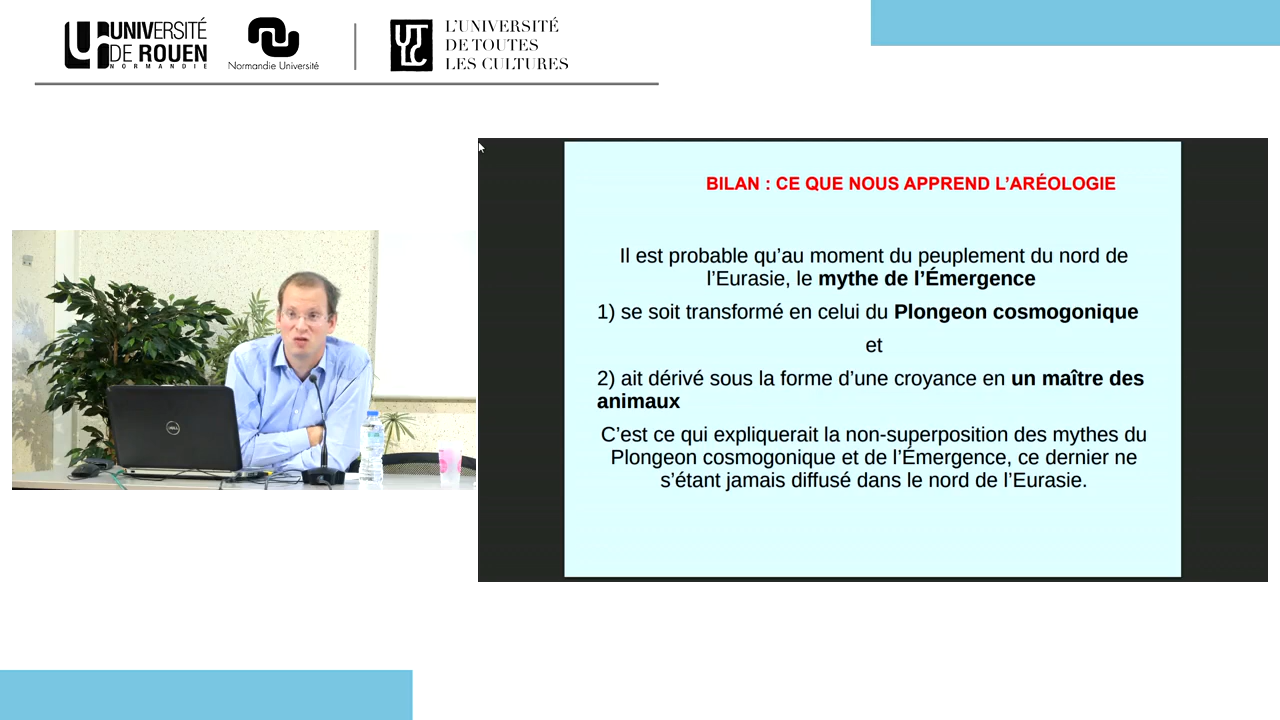 UNIVERSITÉ
DE ROUEN
NORMANDIE
Normandie Université
UTLC
L'UNIVERSITÉ
DE TOUTES
LES CULTURES
BILAN : CE QUE NOUS APPREND L'ARÉOLOGIE
Il est probable qu'au moment du peuplement du nord de
l'Eurasie, le mythe de l'Émergence
1) se soit transformé en celui du Plongeon cosmogonique
et
2) ait dérivé sous la forme d'une croyance en un maître des
animaux
C'est ce qui expliquerait la non-superposition des mythes du
Plongeon cosmogonique et de l'Émergence, ce dernier ne
s'étant jamais diffusé dans le nord de l'Eurasie.
DELL